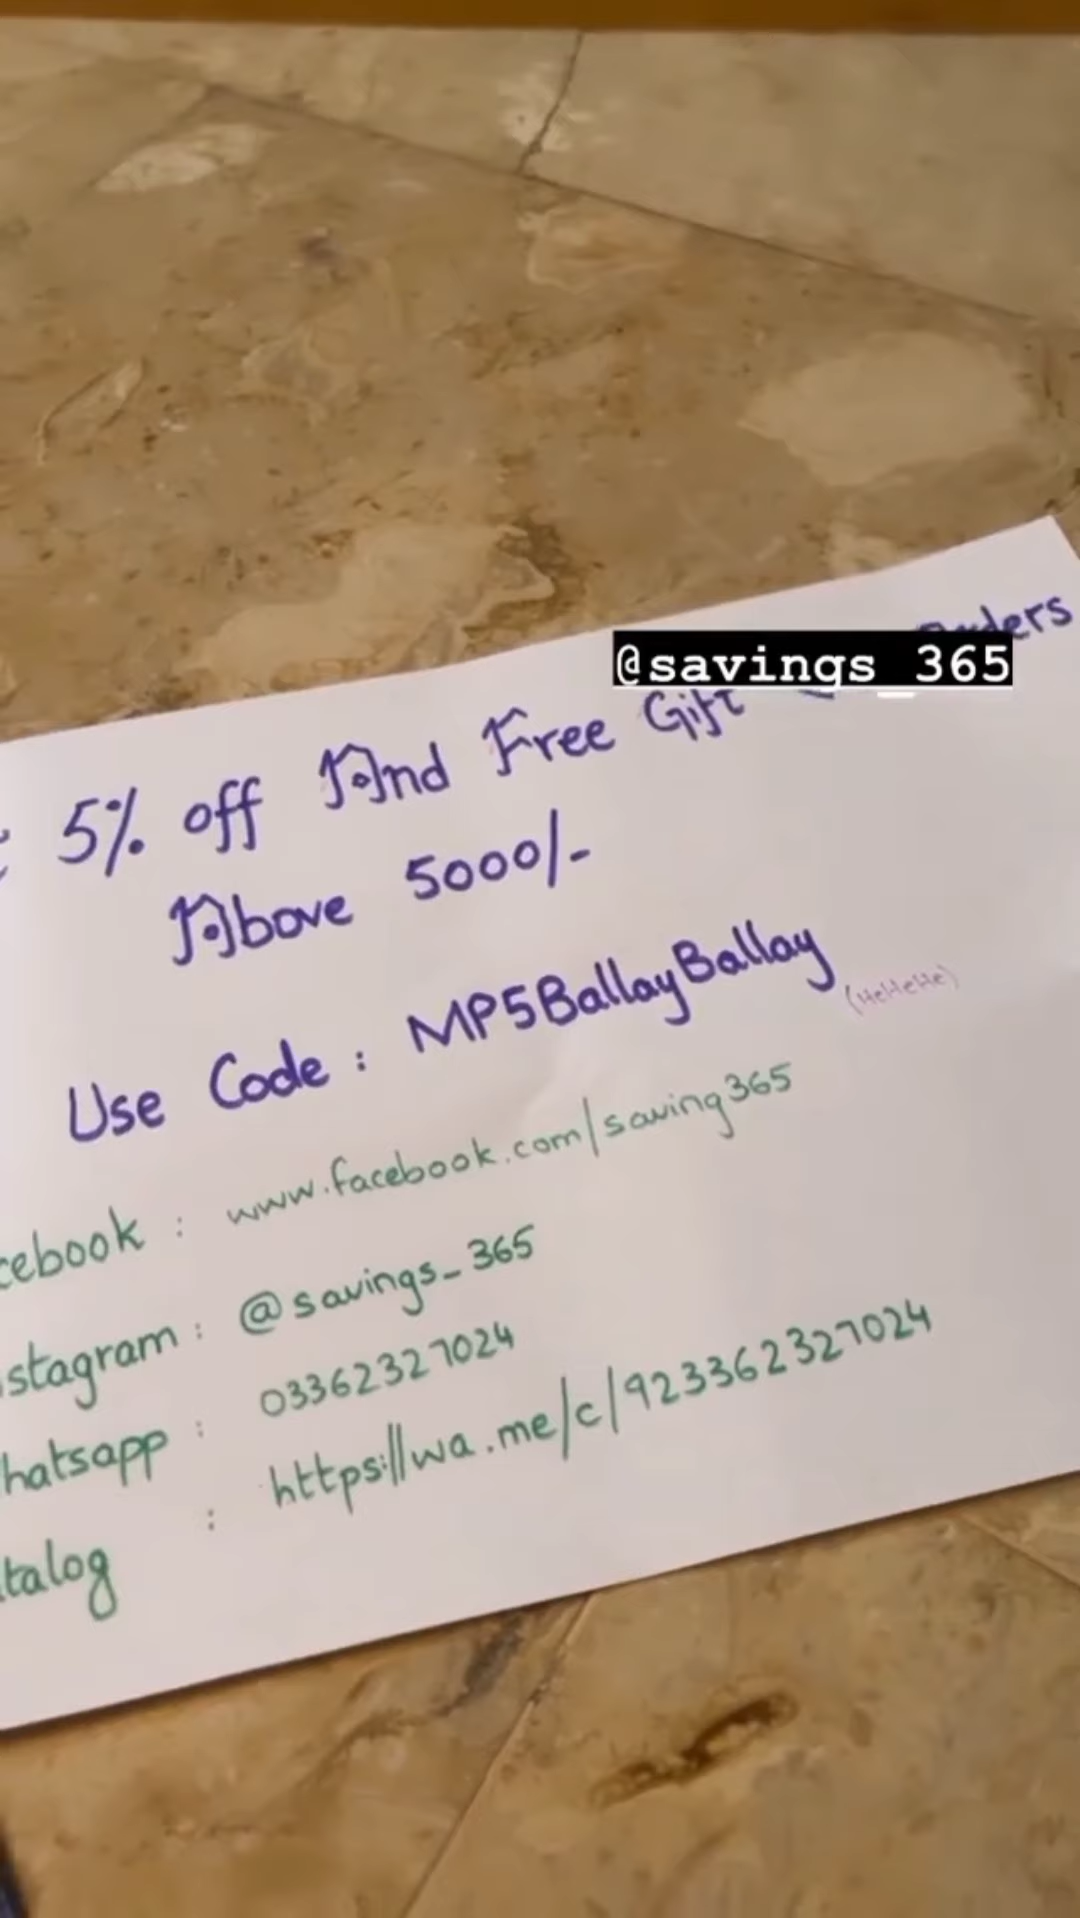 @savings_365
5% off And Free Gift
Above 5000/-
Use Code : MP5BallayBallay
(HeHeHe)
cebook : www.facebook.com/saving365
stagram : @savings_365
hatsapp : 03362327024
talog : https://wa.me/c/923362327024